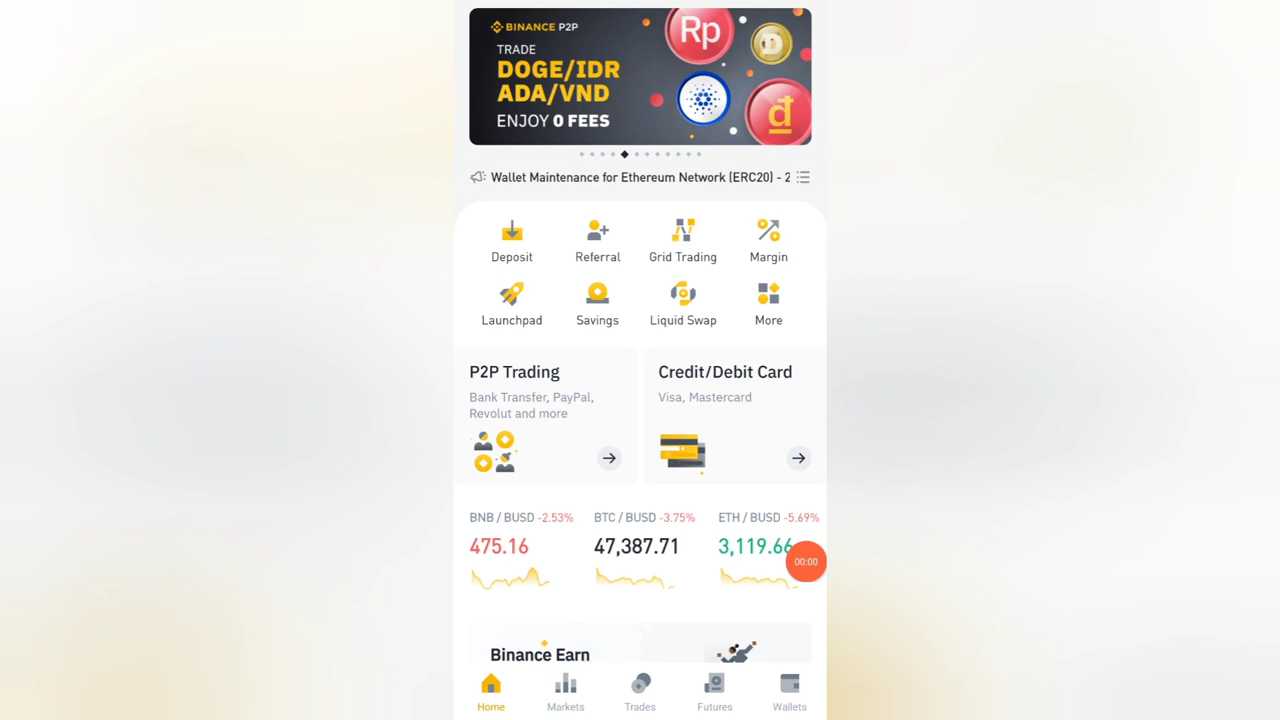 BINANCE P2P
TRADE
DOGE/IDR
ADA/VND
ENJOY 0 FEES
Rp
D
đ
Wallet Maintenance for Ethereum Network (ERC20) - 2
Deposit
Referral
Grid Trading
Margin
Launchpad
Savings
Liquid Swap
More
P2P Trading
Bank Transfer, PayPal,
Revolut and more
Credit/Debit Card
Visa, Mastercard
BNB / BUSD -2.53%
475.16
BTC / BUSD -3.75%
47,387.71
ETH / BUSD -5.69%
3,119.66
00:00
Binance Earn
Home
Markets
Trades
Futures
Wallets